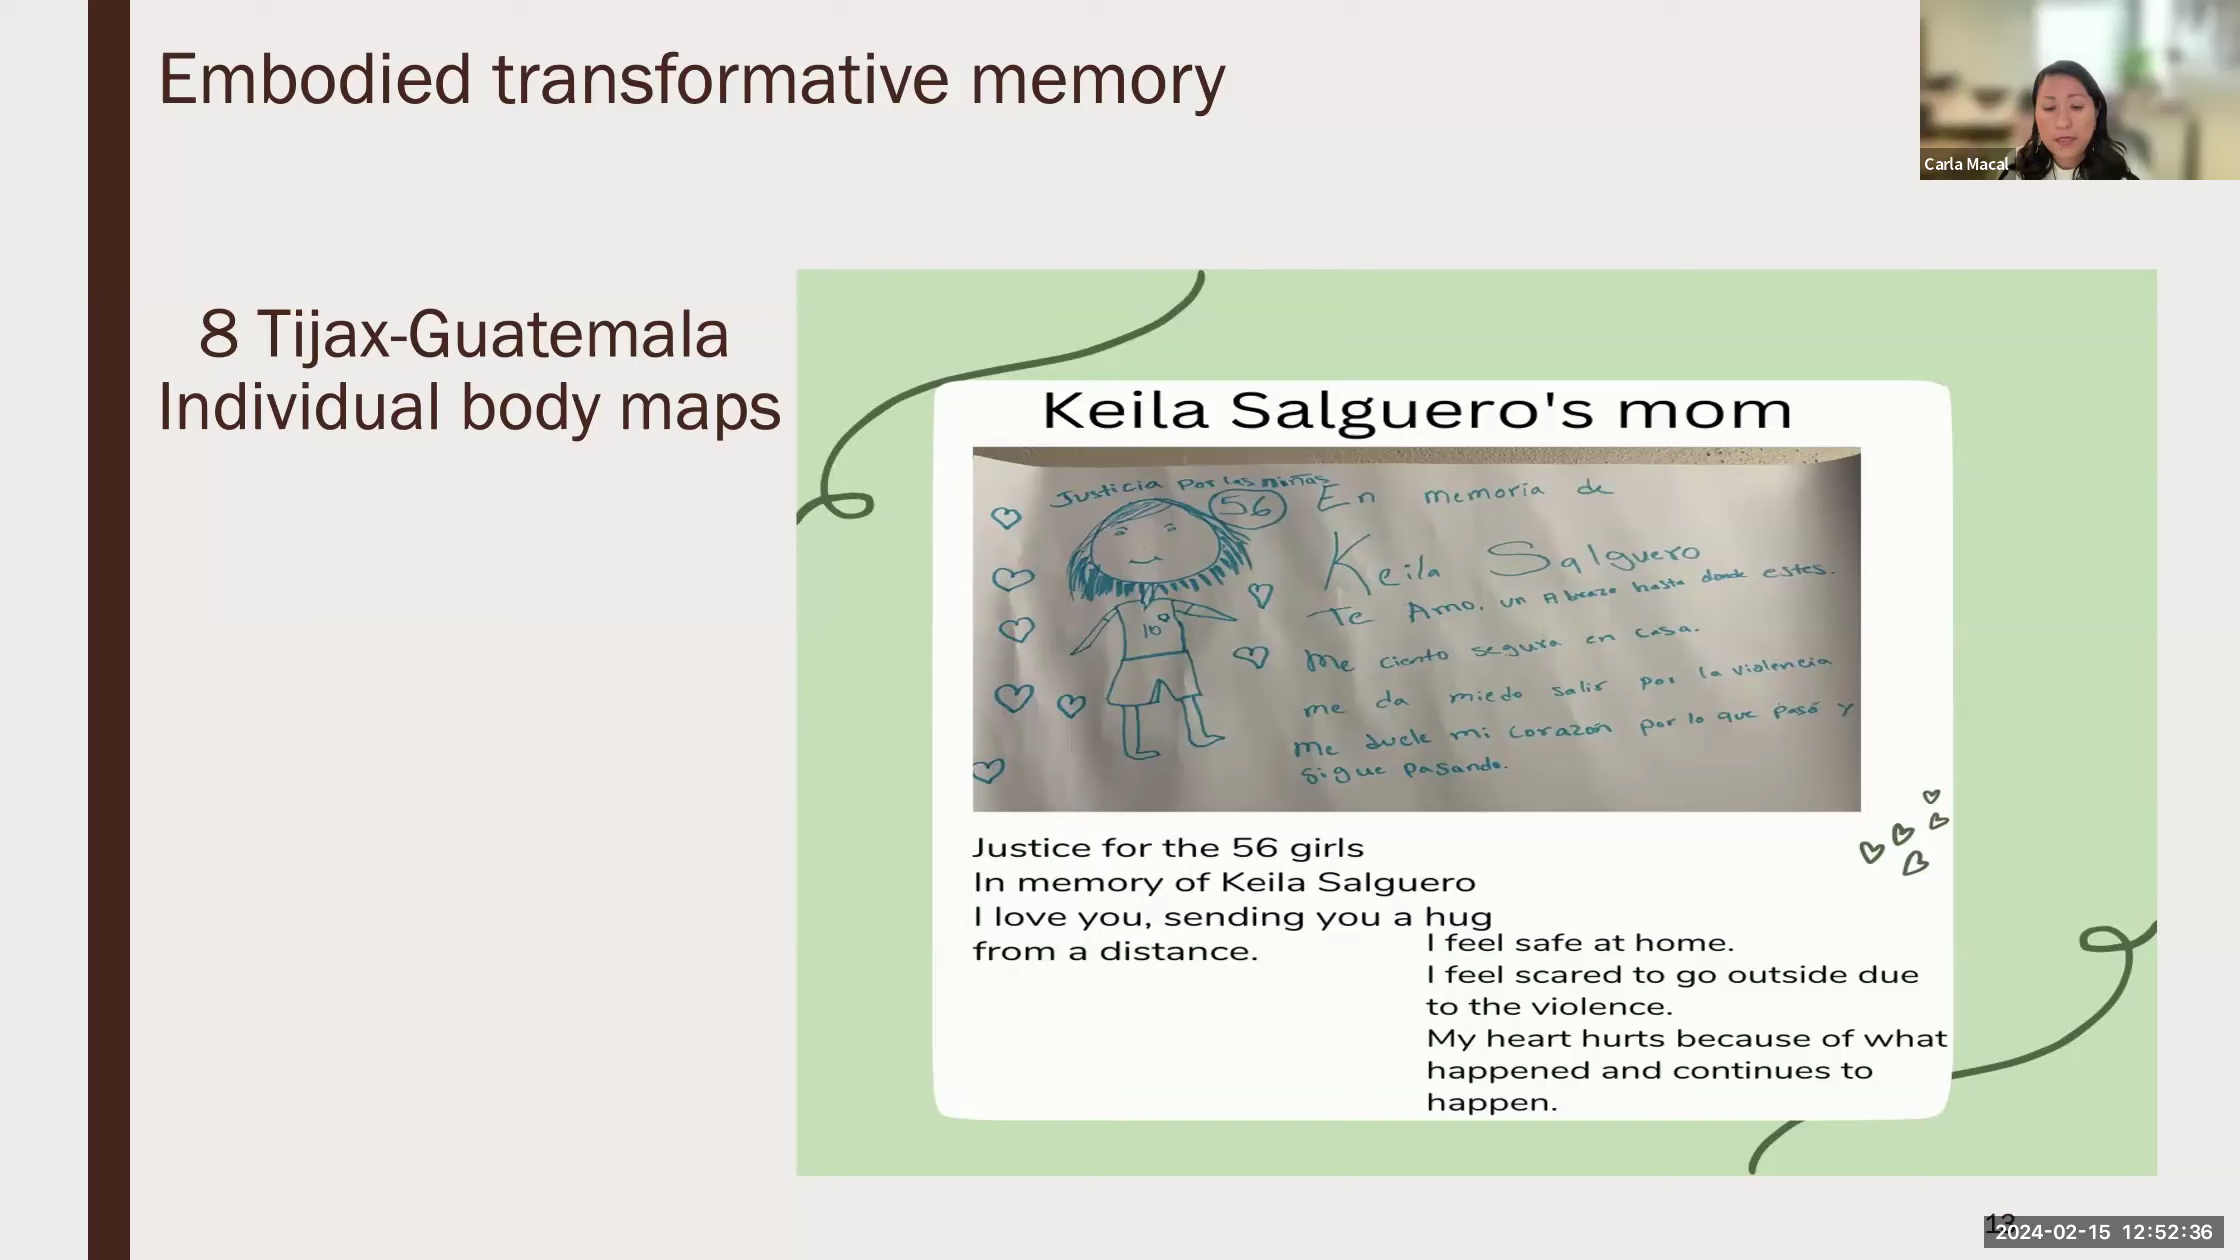 Embodied transformative memory
Carla Macal
8 Tijax-Guatemala
Individual body maps
Keila Salguero's mom
Justicia Por las niñas
56
10
En memoria de
Keila Salguero
Te Amo, un Abrazo hasta donde estes.
Me ciento segura en casa.
me da miedo salir por la violencia
Me duele mi corazon por lo que pasó y
sigue pasando.
Justice for the 56 girls
In memory of Keila Salguero
I love you, sending you a hug
from a distance.
I feel safe at home.
I feel scared to go outside due
to the violence.
My heart hurts because of what
happened and continues to
happen.
13
2024-02-15 12:52:36